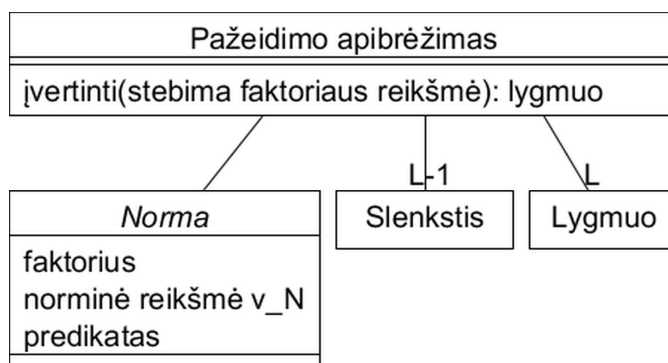 Pažeidimo apibrėžimas
įvertinti(stebima faktoriaus reikšmė): lygmuo
L-1
L
Norma
Slenkstis
Lygmuo
faktorius
norminė reikšmė v_N
predikatas